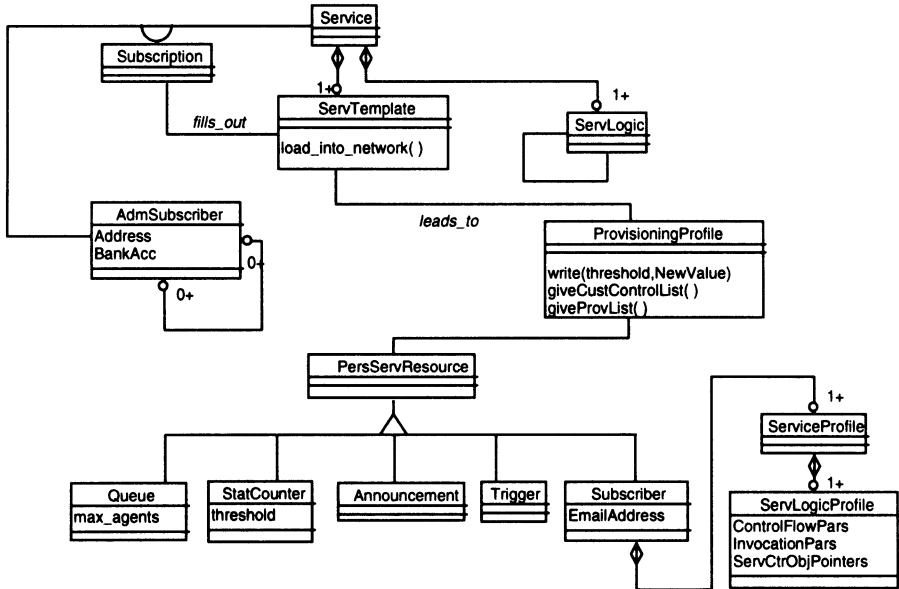 Service
Subscription
1+
ServTemplate
load_into_network( )
fills_out
1+
ServLogic
leads_to
AdmSubscriber
Address
BankAcc
0+
0+
ProvisioningProfile
write(threshold,NewValue)
giveCustControlList( )
giveProvList( )
PersServResource
1+
ServiceProfile
1+
Queue
max_agents
StatCounter
threshold
Announcement
Trigger
Subscriber
EmailAddress
ServLogicProfile
ControlFlowPars
InvocationPars
ServCtrObjPointers